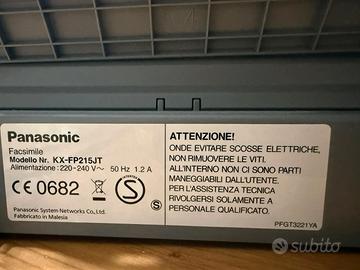 Panasonic
Facsimile
Modello Nr. KX-FP215JT
Alimentazione: 220-240 V~ 50 Hz 1.2 A
CE 0682
S
Panasonic System Networks Co., Ltd.
Fabbricato in Malesia
ATTENZIONE!
ONDE EVITARE SCOSSE ELETTRICHE,
NON RIMUOVERE LE VITI.
ALL'INTERNO NON CI SONO PARTI
MANEGGIABILI DALL'UTENTE.
PER L'ASSISTENZA TECNICA
RIVOLGERSI SOLAMENTE A
PERSONALE QUALIFICATO.
PFGT3221YA
subito